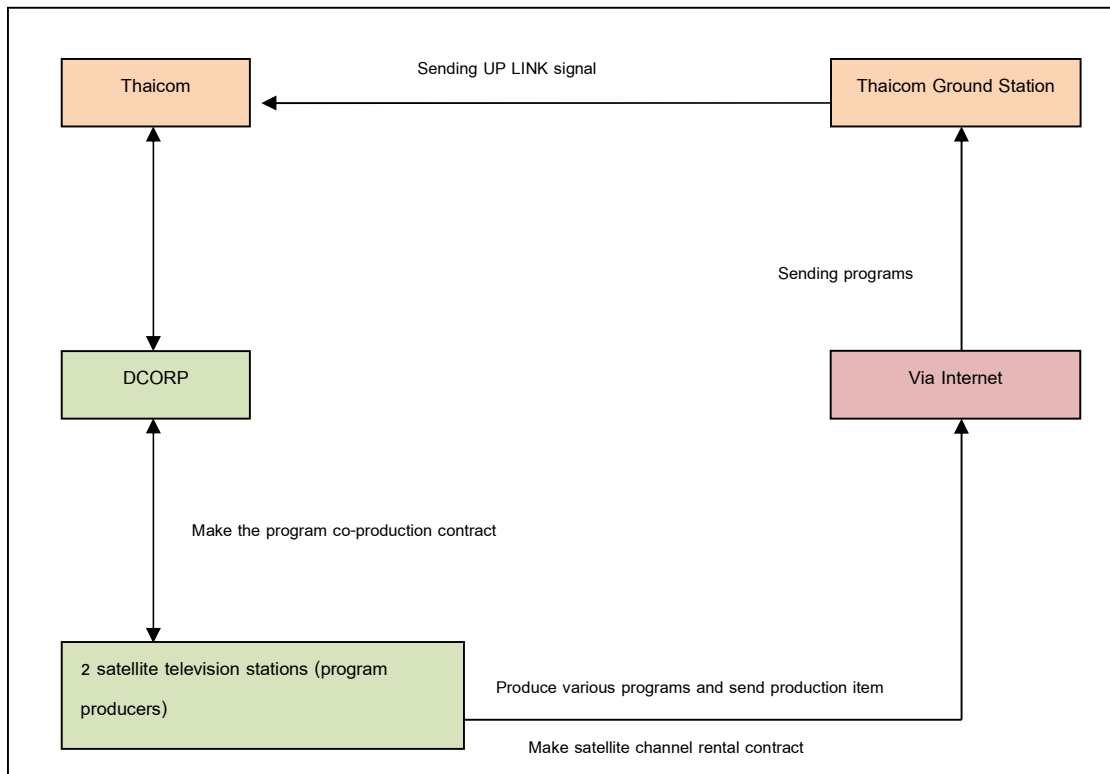 Sending UP LINK signal
Thaicom
Thaicom Ground Station
Sending programs
DCORP
Via Internet
Make the program co-production contract
2 satellite television stations (program
producers)
Produce various programs and send production item
Make satellite channel rental contract